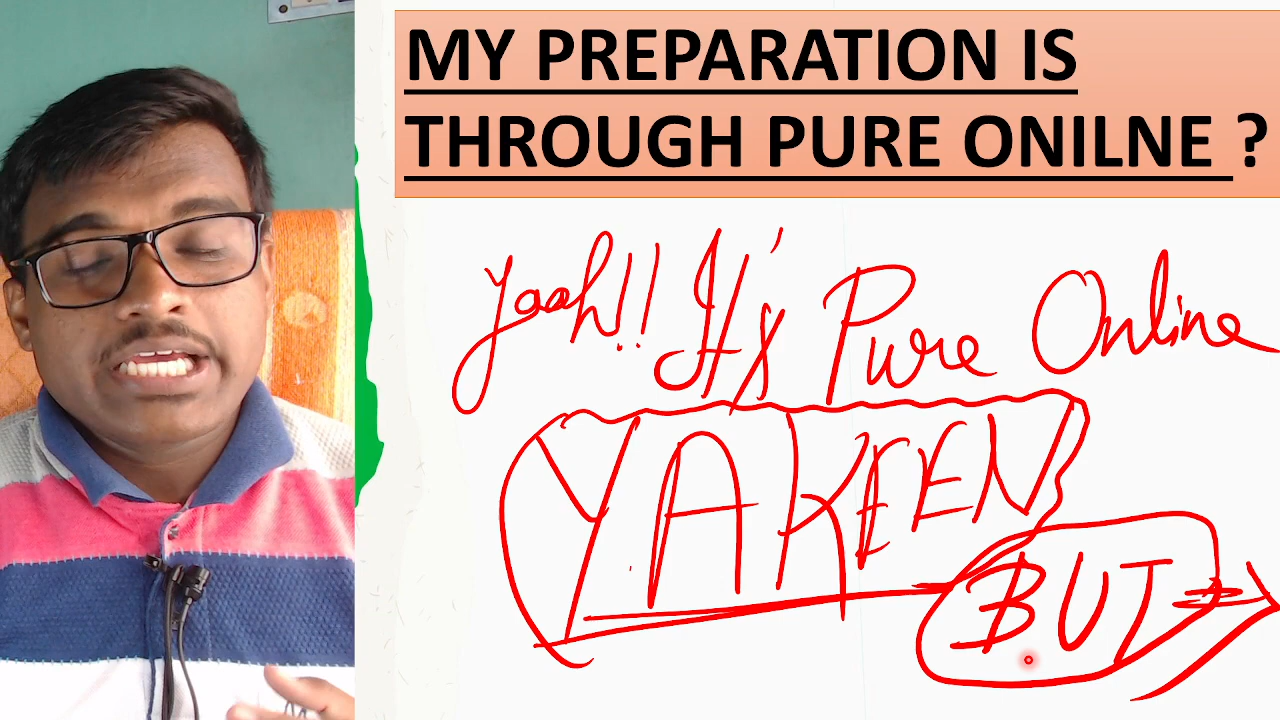 MY PREPARATION IS
THROUGH PURE ONILNE ?
Yaah!! It's Pure Online
YAKEEN
BUT